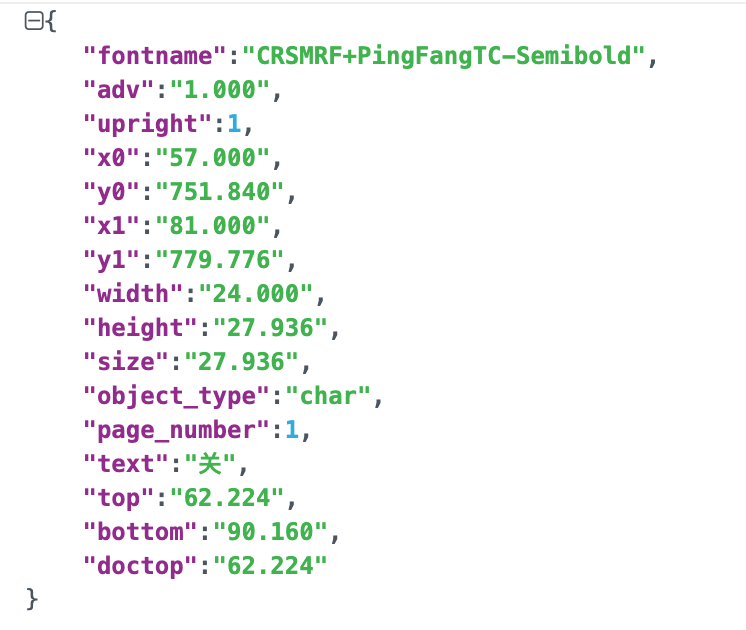 {
"fontname":"CRSMRF+PingFangTC-Semibold",
"adv":"1.000",
"upright":1,
"x0":"57.000",
"y0":"751.840",
"x1":"81.000",
"y1":"779.776",
"width":"24.000",
"height":"27.936",
"size":"27.936",
"object_type":"char",
"page_number":1,
"text":"关",
"top":"62.224",
"bottom":"90.160",
"doctop":"62.224"
}